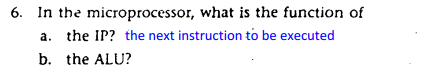 6. In the microprocessor, what is the function of
a. the IP? the next instruction to be executed
b. the ALU?